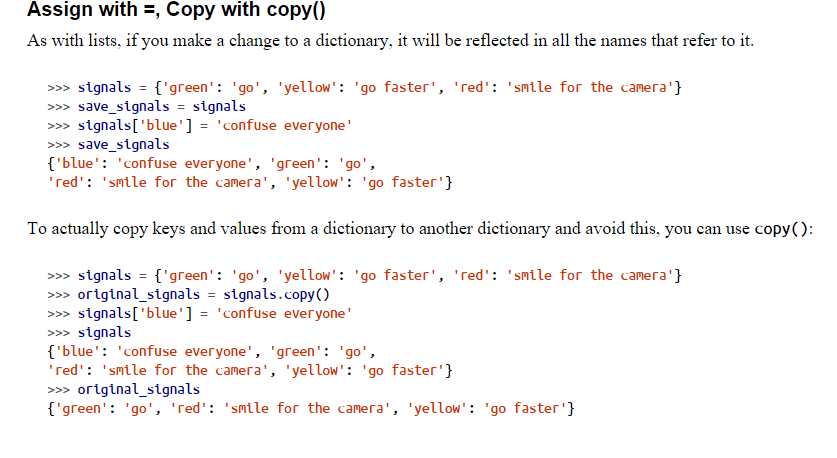 Assign with =, Copy with copy()
As with lists, if you make a change to a dictionary, it will be reflected in all the names that refer to it.
>>> signals = {'green': 'go', 'yellow': 'go faster', 'red': 'smile for the camera'}
>>> save_signals = signals
>>> signals['blue'] = 'confuse everyone'
>>> save_signals
{'blue': 'confuse everyone', 'green': 'go',
'red': 'smile for the camera', 'yellow': 'go faster'}
To actually copy keys and values from a dictionary to another dictionary and avoid this, you can use copy():
>>> signals = {'green': 'go', 'yellow': 'go faster', 'red': 'smile for the camera'}
>>> original_signals = signals.copy()
>>> signals['blue'] = 'confuse everyone'
>>> signals
{'blue': 'confuse everyone', 'green': 'go',
'red': 'smile for the camera', 'yellow': 'go faster'}
>>> original_signals
{'green': 'go', 'red': 'smile for the camera', 'yellow': 'go faster'}